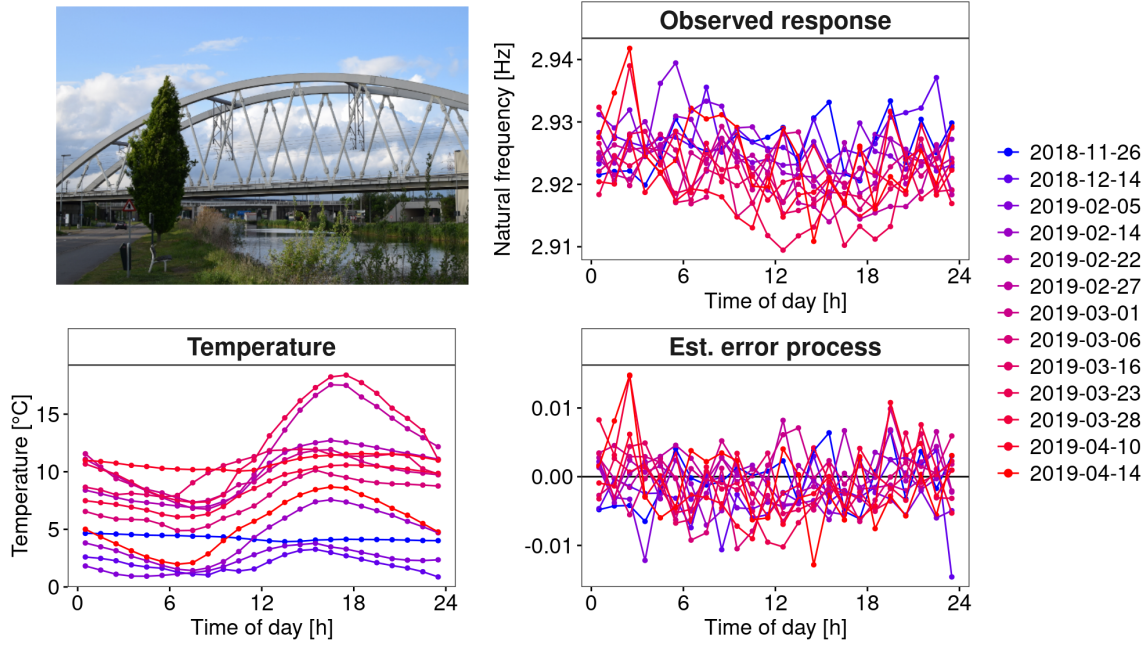 Observed response
Natural frequency [Hz]
2.94
2.93
2.92
2.91
0 6 12 18 24
Time of day [h]
2018-11-26
2018-12-14
2019-02-05
2019-02-14
2019-02-22
2019-02-27
2019-03-01
2019-03-06
2019-03-16
2019-03-23
2019-03-28
2019-04-10
2019-04-14
Temperature
Temperature [°C]
15
10
5
0
0 6 12 18 24
Time of day [h]
Est. error process
0.01
0.00
-0.01
0 6 12 18 24
Time of day [h]